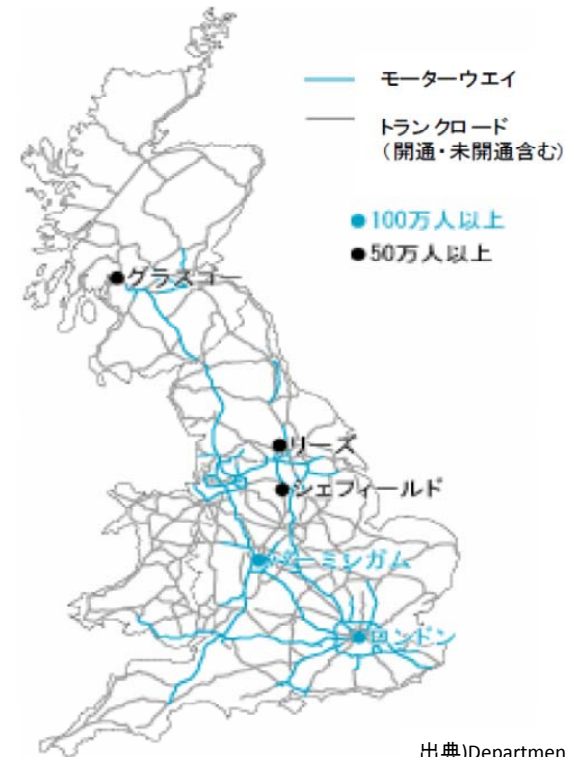 モーターウエイ
トランクロード
（開通・未開通含む）
●100万人以上
●50万人以上
グラスゴー
リーズ
シェフィールド
バーミンガム
ロンドン
出典)Departmen